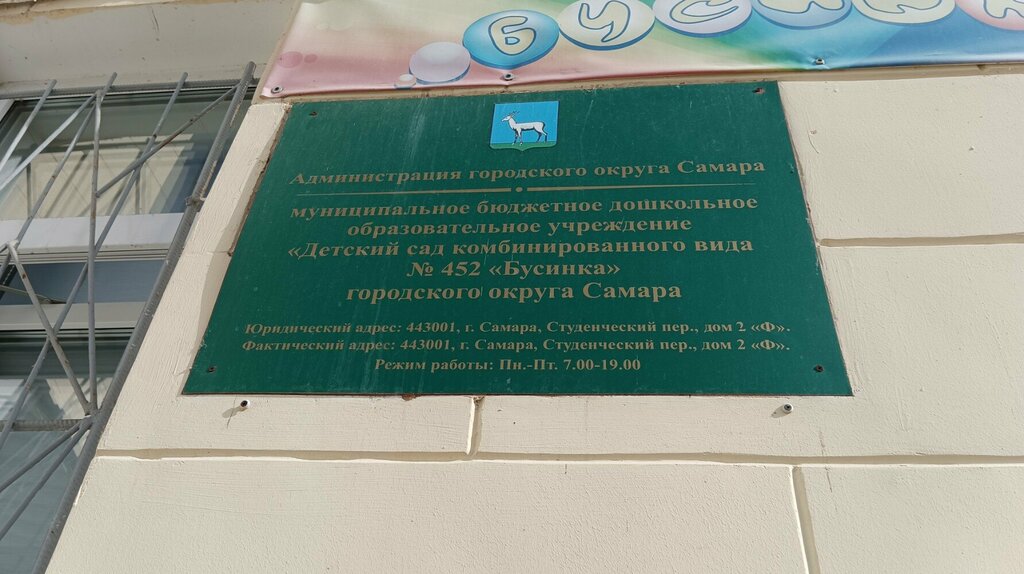 БУСИНК
Администрация городского округа Самара
муниципальное бюджетное дошкольное
образовательное учреждение
«Детский сад комбинированного вида
№ 452 «Бусинка»
городского округа Самара
Юридический адрес: 443001, г. Самара, Студенческий пер., дом 2 «Ф».
Фактический адрес: 443001, г. Самара, Студенческий пер., дом 2 «Ф».
Режим работы: Пн.-Пт. 7.00-19.00